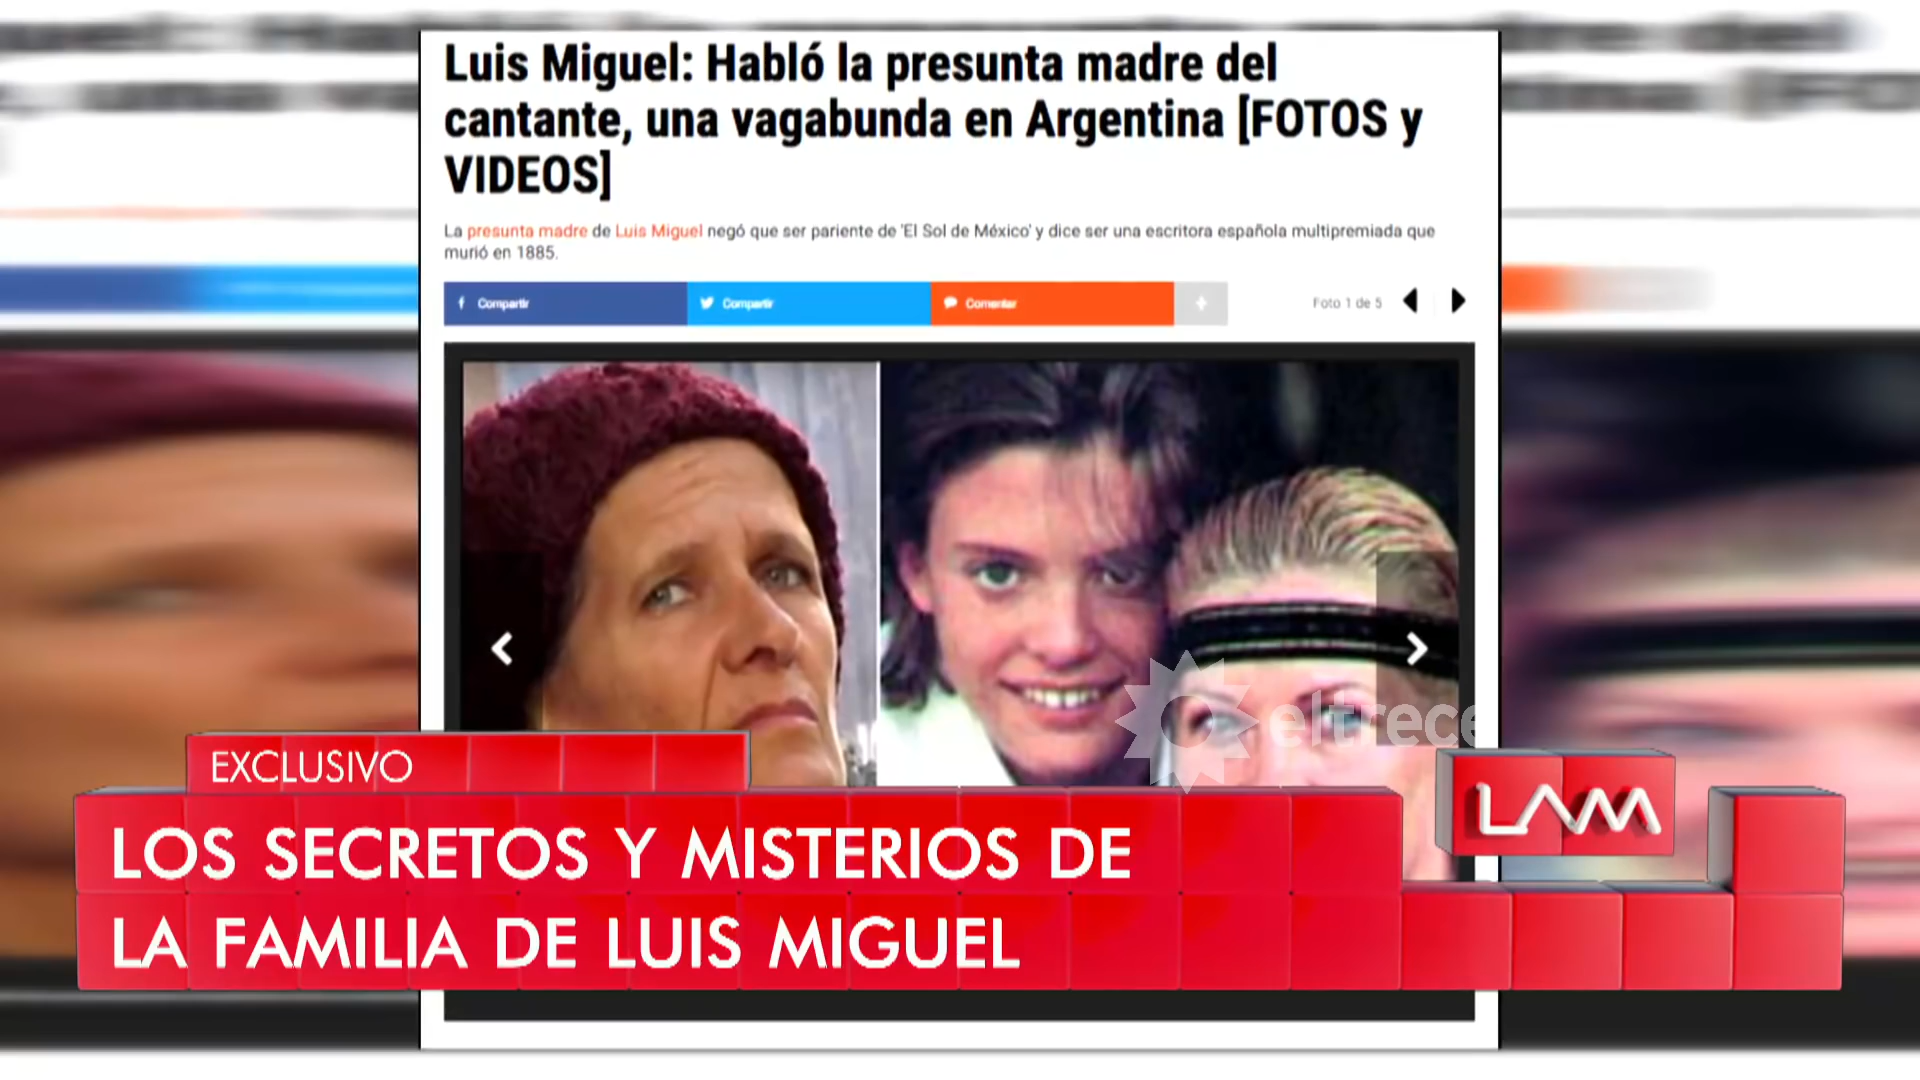 Luis Miguel: Habló la presunta madre del
cantante, una vagabunda en Argentina [FOTOS y
VIDEOS]
La presunta madre de Luis Miguel negó que ser pariente de 'El Sol de México' y dice ser una escritora española multipremiada que
murió en 1885.
Compartir
Compartir
Comentar
Foto 1 de 5
eltrece
EXCLUSIVO
LAM
LOS SECRETOS Y MISTERIOS DE
LA FAMILIA DE LUIS MIGUEL